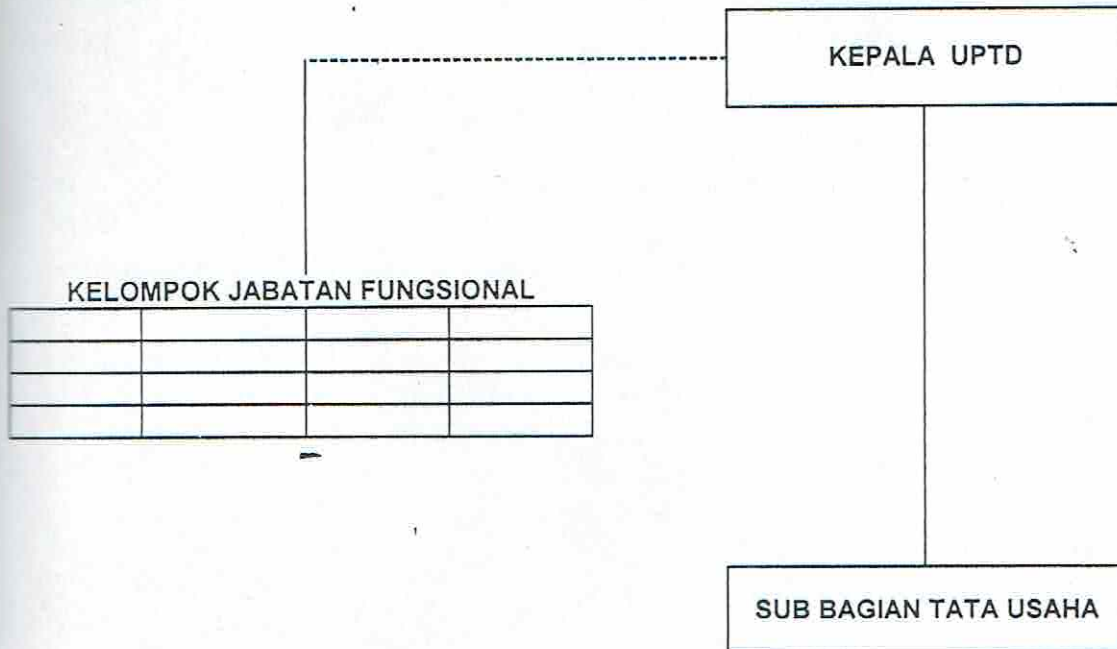 KEPALA UPTD
KELOMPOK JABATAN FUNGSIONAL
SUB BAGIAN TATA USAHA